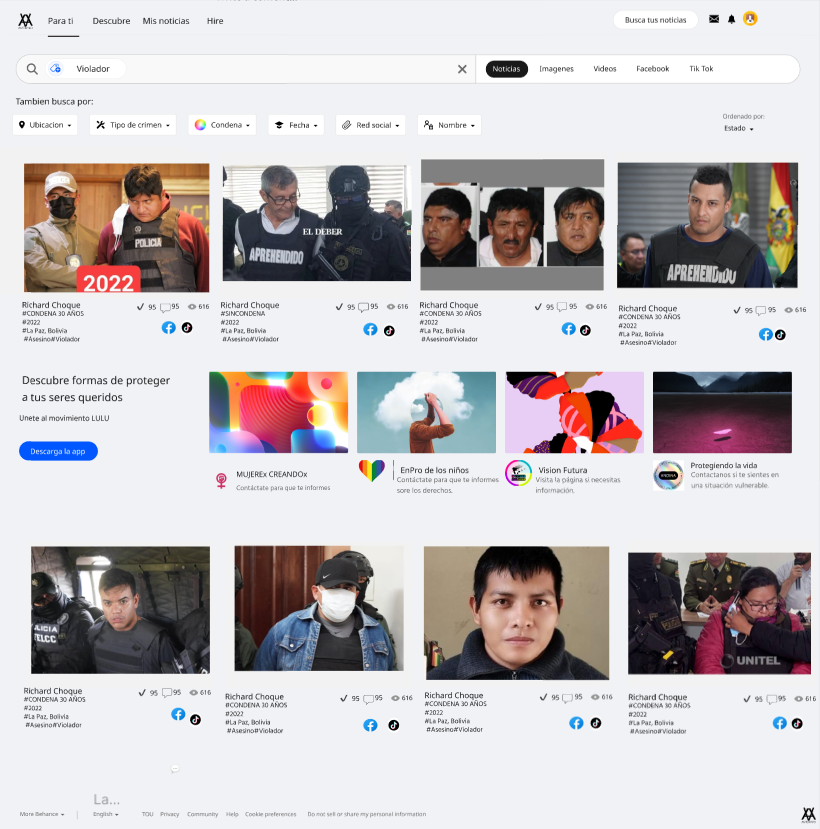 Para ti
Descubre
Mis noticias
Hire
Busca tus noticias
Violador
Noticias
Imagenes
Videos
Facebook
Tik Tok
Tambien busca por:
Ubicacion
Tipo de crimen
Condena
Fecha
Red social
Nombre
Ordenado por:
Estado
POLICIA
2022
APREHENDIDO
EL DEBER
APREHENDIDO
Richard Choque
95
95
616
#CONDENA 30 AÑOS
#2022
#La Paz, Bolivia
#Asesino#Violador
Richard Choque
95
95
616
#SINCONDENA
#2022
#La Paz, Bolivia
#Asesino#Violador
Richard Choque
95
95
616
#CONDENA 30 AÑOS
#2022
#La Paz, Bolivia
#Asesino#Violador
Richard Choque
95
95
616
#CONDENA 30 AÑOS
#2022
#La Paz, Bolivia
#Asesino#Violador
Descubre formas de proteger
a tus seres queridos
Unete al movimiento LULU
Descarga la app
MUJEREx CREANDOx
Contáctate para que te informes
EnPro de los niños
Contáctate para que te informes
sore los derechos.
Vision Futura
Visita la página si necesitas
información.
ANDINA
Protegiendo la vida
Contactanos si te sientes en
una situación vulnerable.
POLICIA
FELCC
UNITEL
Richard Choque
95
95
616
#CONDENA 30 AÑOS
#2022
#La Paz, Bolivia
#Asesino#Violador
Richard Choque
95
95
616
#CONDENA 30 AÑOS
#2022
#La Paz, Bolivia
#Asesino#Violador
Richard Choque
95
95
616
#CONDENA 30 AÑOS
#2022
#La Paz, Bolivia
#Asesino#Violador
Richard Choque
95
95
616
#CONDENA 30 AÑOS
#2022
#La Paz, Bolivia
#Asesino#Violador
La...
More Behance
English
TOU
Privacy
Community
Help
Cookie preferences
Do not sell or share my personal information